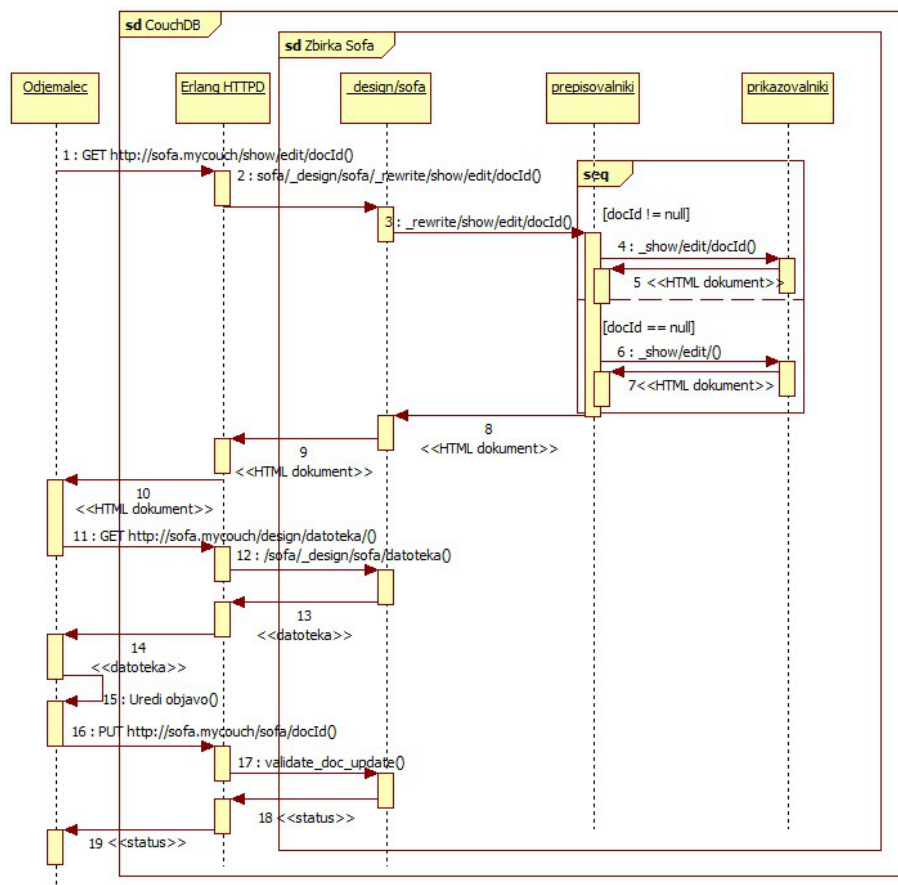 sd CouchDB
sd Zbirka Sofa
Odjemalec
Erlang HTTPD
_design/sofa
prepisovalniki
prikazovalniki
1 : GET http://sofa.mycouch/show/edit/docId()
2 : sofa/_design/sofa/_rewrite/show/edit/docId()
seq
3 : _rewrite/show/edit/docId()
[docId != null]
4 : _show/edit/docId()
5 <<HTML dokument>>
[docId == null]
6 : _show/edit/()
7<<HTML dokument>>
8
<<HTML dokument>>
9
<<HTML dokument>>
10
<<HTML dokument>>
11 : GET http://sofa.mycouch/design/datoteka/()
12 : /sofa/_design/sofa/datoteka()
13
<<datoteka>>
14
<<datoteka>>
15 : Uredi objavo()
16 : PUT http://sofa.mycouch/sofa/docId()
17 : validate_doc_update()
18 <<status>>
19 <<status>>